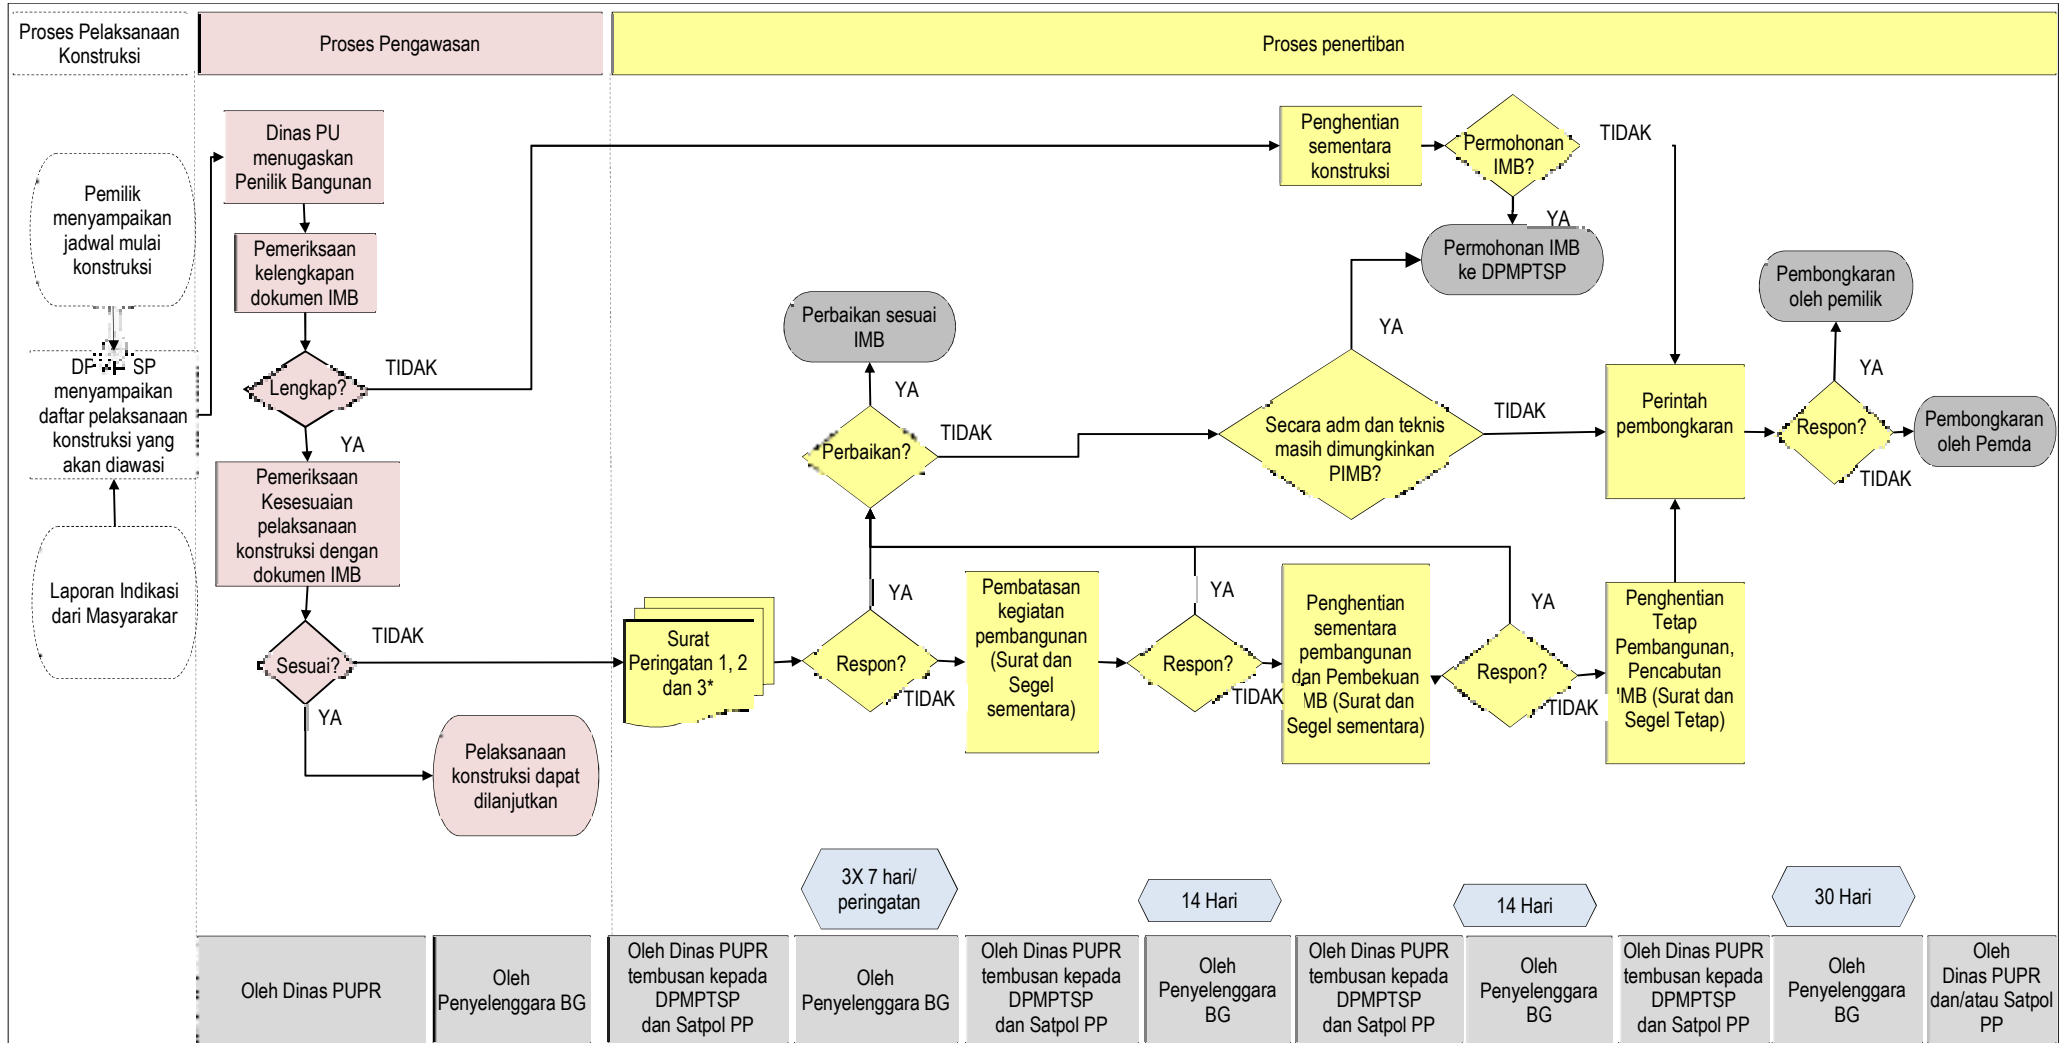 Proses Pelaksanaan
Konstruksi
Proses Pengawasan
Proses penertiban
Pemilik
menyampaikan
jadwal mulai
konstruksi
menyampaikan
daftar pelaksanaan
konstruksi yang
akan diawasi
Laporan Indikasi
dari Masyarakar
Dinas PU
menugaskan
Penilik Bangunan
Pemeriksaan
kelengkapan
dokumen IMB
Lengkap?
TIDAK
YA
Pemeriksaan
Kesesuaian
pelaksanaan
konstruksi dengan
dokumen IMB
Sesuai?
TIDAK
YA
Pelaksanaan
konstruksi dapat
dilanjutkan
Penghentian
sementara
konstruksi
Permohonan
IMB?
TIDAK
YA
Permohonan IMB
ke DPMPTSP
Perbaikan sesuai
IMB
YA
Perbaikan?
TIDAK
YA
Secara adm dan teknis
masih dimungkinkan
PIMB?
TIDAK
Perintah
pembongkaran
Pembongkaran
oleh pemilik
YA
Respon?
TIDAK
Pembongkaran
oleh Pemda
Surat
Peringatan 1, 2
dan 3*
YA
Respon?
TIDAK
Pembatasan
kegiatan
pembangunan
(Surat dan
Segel
sementara)
YA
Respon?
TIDAK
Penghentian
sementara
pembangunan
dan Pembekuan
MB (Surat dan
Segel sementara)
YA
Respon?
TIDAK
Penghentian
Tetap
Pembangunan,
Pencabutan
MB (Surat dan
Segel Tetap)
3X 7 hari/
peringatan
14 Hari
14 Hari
30 Hari
Oleh Dinas PUPR
Oleh
Penyelenggara BG
Oleh Dinas PUPR
tembusan kepada
DPMPTSP
dan Satpol PP
Oleh
Penyelenggara BG
Oleh Dinas PUPR
tembusan kepada
DPMPTSP
dan Satpol PP
Oleh
Penyelenggara
BG
Oleh Dinas PUPR
tembusan kepada
DPMPTSP
dan Satpol PP
Oleh
Penyelenggara
BG
Oleh Dinas PUPR
tembusan kepada
DPMPTSP
dan Satpol PP
Oleh
Penyelenggara
BG
Oleh
Dinas PUPR
dan/atau Satpol
PP